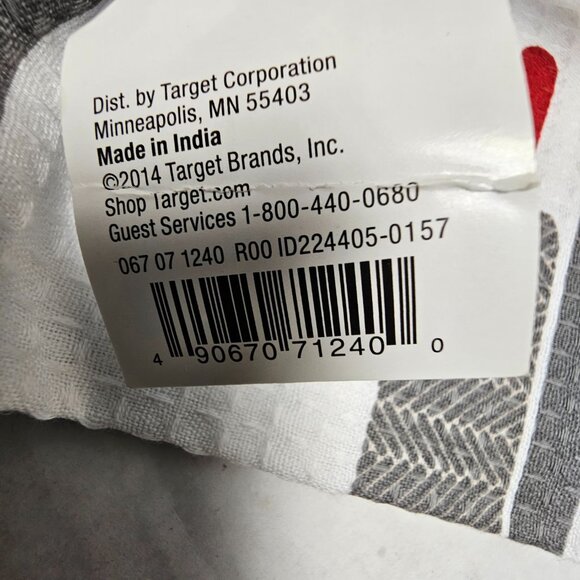 Dist. by Target Corporation
Minneapolis, MN 55403
Made in India
©2014 Target Brands, Inc.
Shop Target.com
Guest Services 1-800-440-0680
067 07 1240 R00 ID224405-0157
4 90670 71240 0